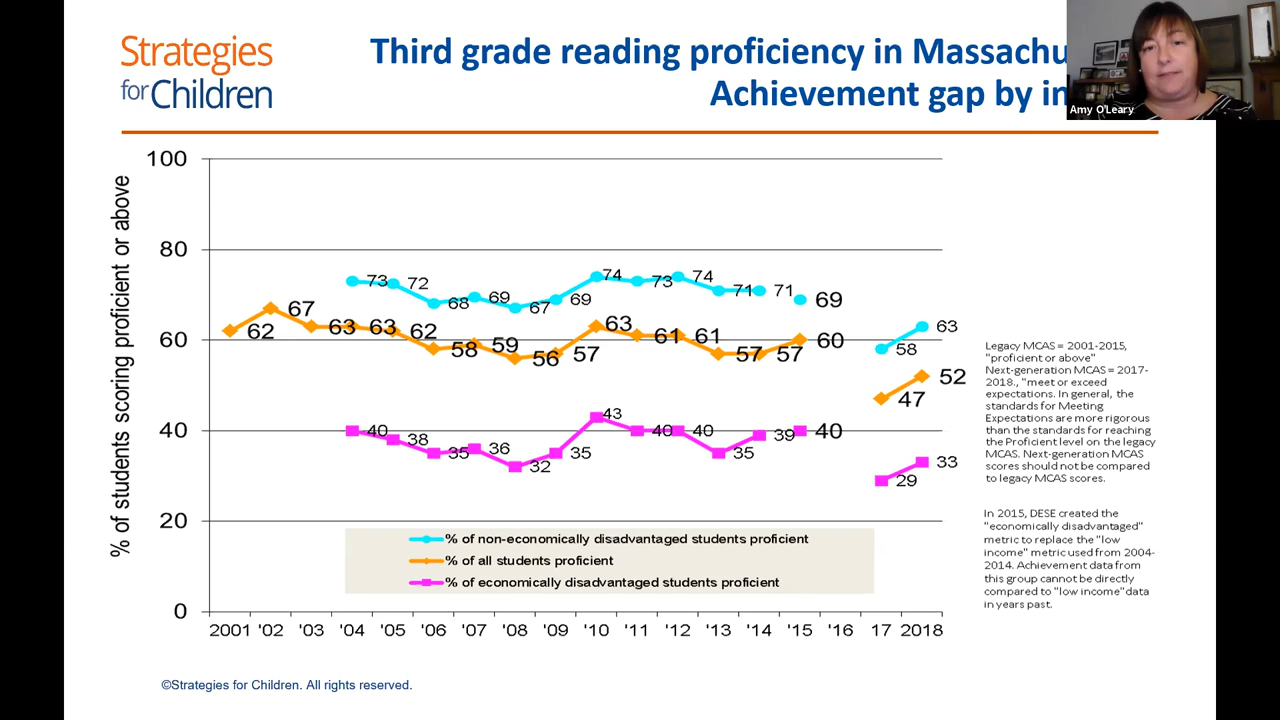 Strategies
for Children
Third grade reading proficiency in Massachu
Achievement gap by in
Amy O'Leary
% of students scoring proficient or above
100
80
60
40
20
0
73 72 68 69 67 69 74 73 74 71 71 69 63 58
62 67 63 63 62 58 59 56 57 63 61 61 57 57 60 47 52
40 38 35 36 32 35 43 40 40 35 39 40 29 33
% of non-economically disadvantaged students proficient
% of all students proficient
% of economically disadvantaged students proficient
2001 '02 '03 '04 '05 '06 '07 '08 '09 '10 '11 '12 '13 '14 '15 '16 17 2018
Legacy MCAS = 2001-2015,
"proficient or above"
Next-generation MCAS = 2017-
2018., "meet or exceed
expectations. In general, the
standards for Meeting
Expectations are more rigorous
than the standards for reaching
the Proficient level on the legacy
MCAS. Next-generation MCAS
scores should not be compared
to legacy MCAS scores.
In 2015, DESE created the
"economically disadvantaged"
metric to replace the "low
income" metric used from 2004-
2014. Achievement data from
this group cannot be directly
compared to "low income"data
in years past.
©Strategies for Children. All rights reserved.